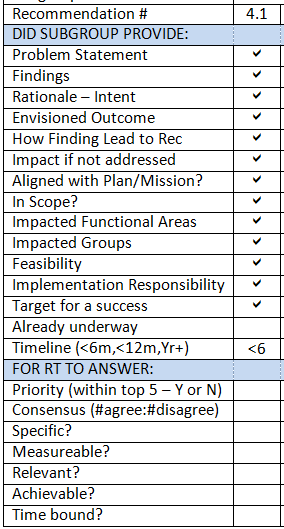 Recommendation # 4.1
DID SUBGROUP PROVIDE:
Problem Statement ✓
Findings ✓
Rationale – Intent ✓
Envisioned Outcome ✓
How Finding Lead to Rec ✓
Impact if not addressed ✓
Aligned with Plan/Mission? ✓
In Scope? ✓
Impacted Functional Areas ✓
Impacted Groups ✓
Feasibility ✓
Implementation Responsibility ✓
Target for a success ✓
Already underway
Timeline (<6m,<12m,Yr+) <6
FOR RT TO ANSWER:
Priority (within top 5 – Y or N)
Consensus (#agree:#disagree)
Specific?
Measureable?
Relevant?
Achievable?
Time bound?